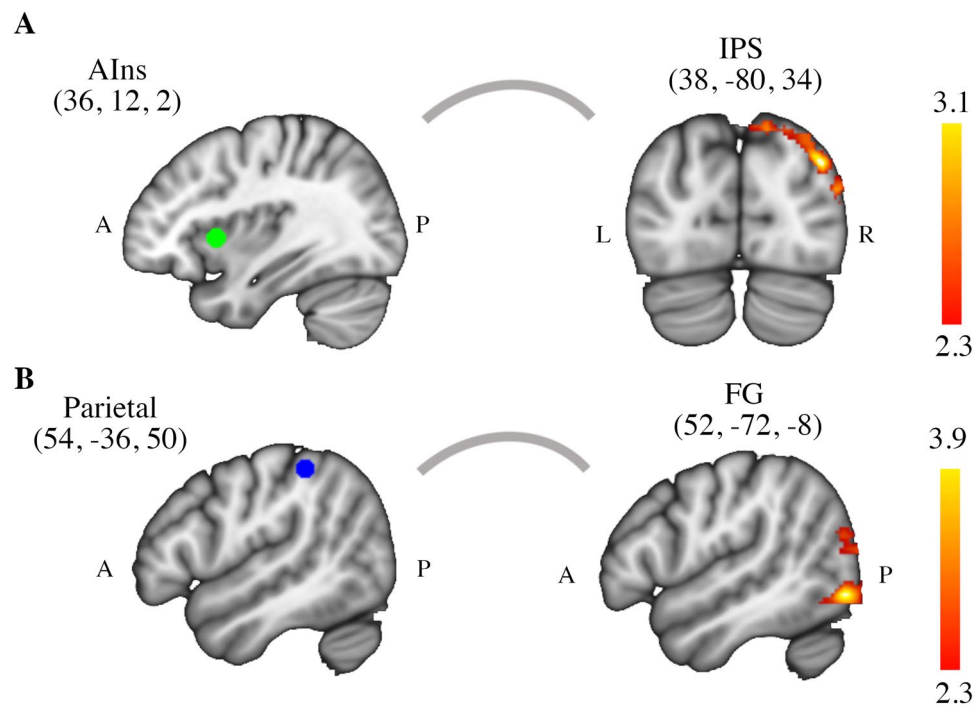 A
AIns
(36, 12, 2)
IPS
(38, -80, 34)
3.1
A
P
L
R
2.3
B
Parietal
(54, -36, 50)
FG
(52, -72, -8)
3.9
A
P
A
P
2.3